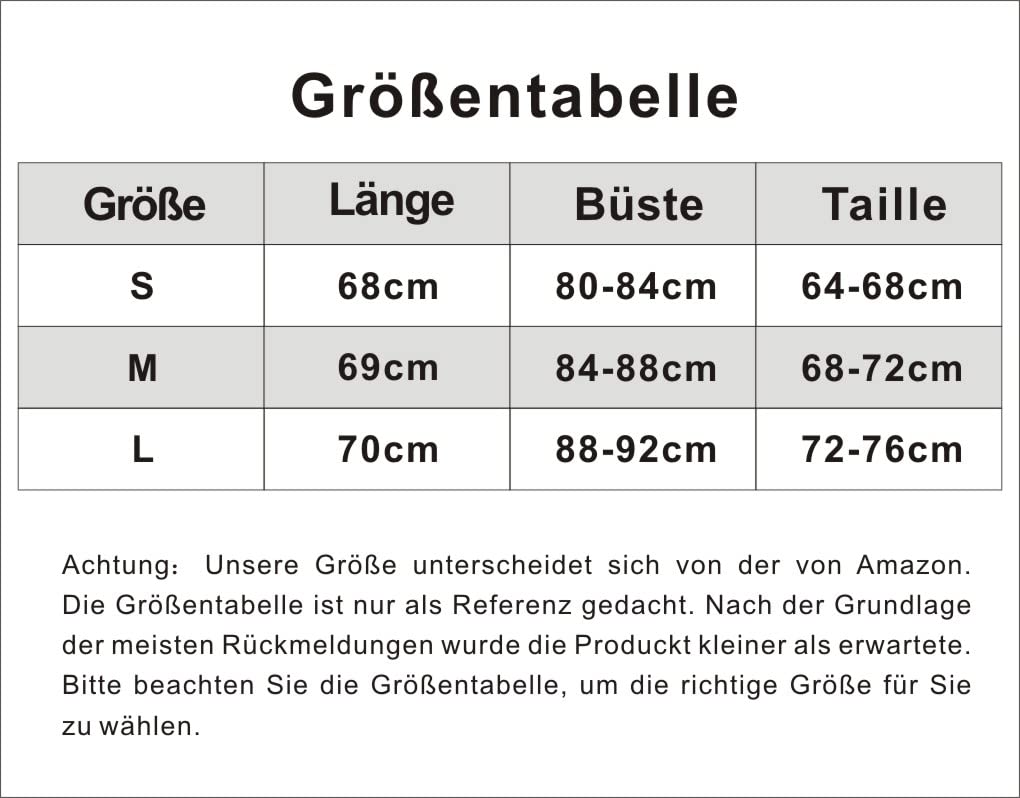 Größentabelle
Größe Länge Büste Taille
S 68cm 80-84cm 64-68cm
M 69cm 84-88cm 68-72cm
L 70cm 88-92cm 72-76cm
Achtung： Unsere Größe unterscheidet sich von der von Amazon.
Die Größentabelle ist nur als Referenz gedacht. Nach der Grundlage
der meisten Rückmeldungen wurde die Produckt kleiner als erwartete.
Bitte beachten Sie die Größentabelle, um die richtige Größe für Sie
zu wählen.